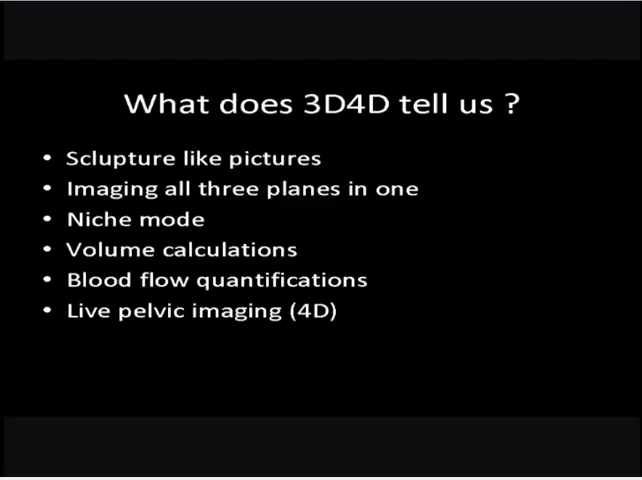 What does 3D4D tell us ?
• Sclupture like pictures
• Imaging all three planes in one
• Niche mode
• Volume calculations
• Blood flow quantifications
• Live pelvic imaging (4D)